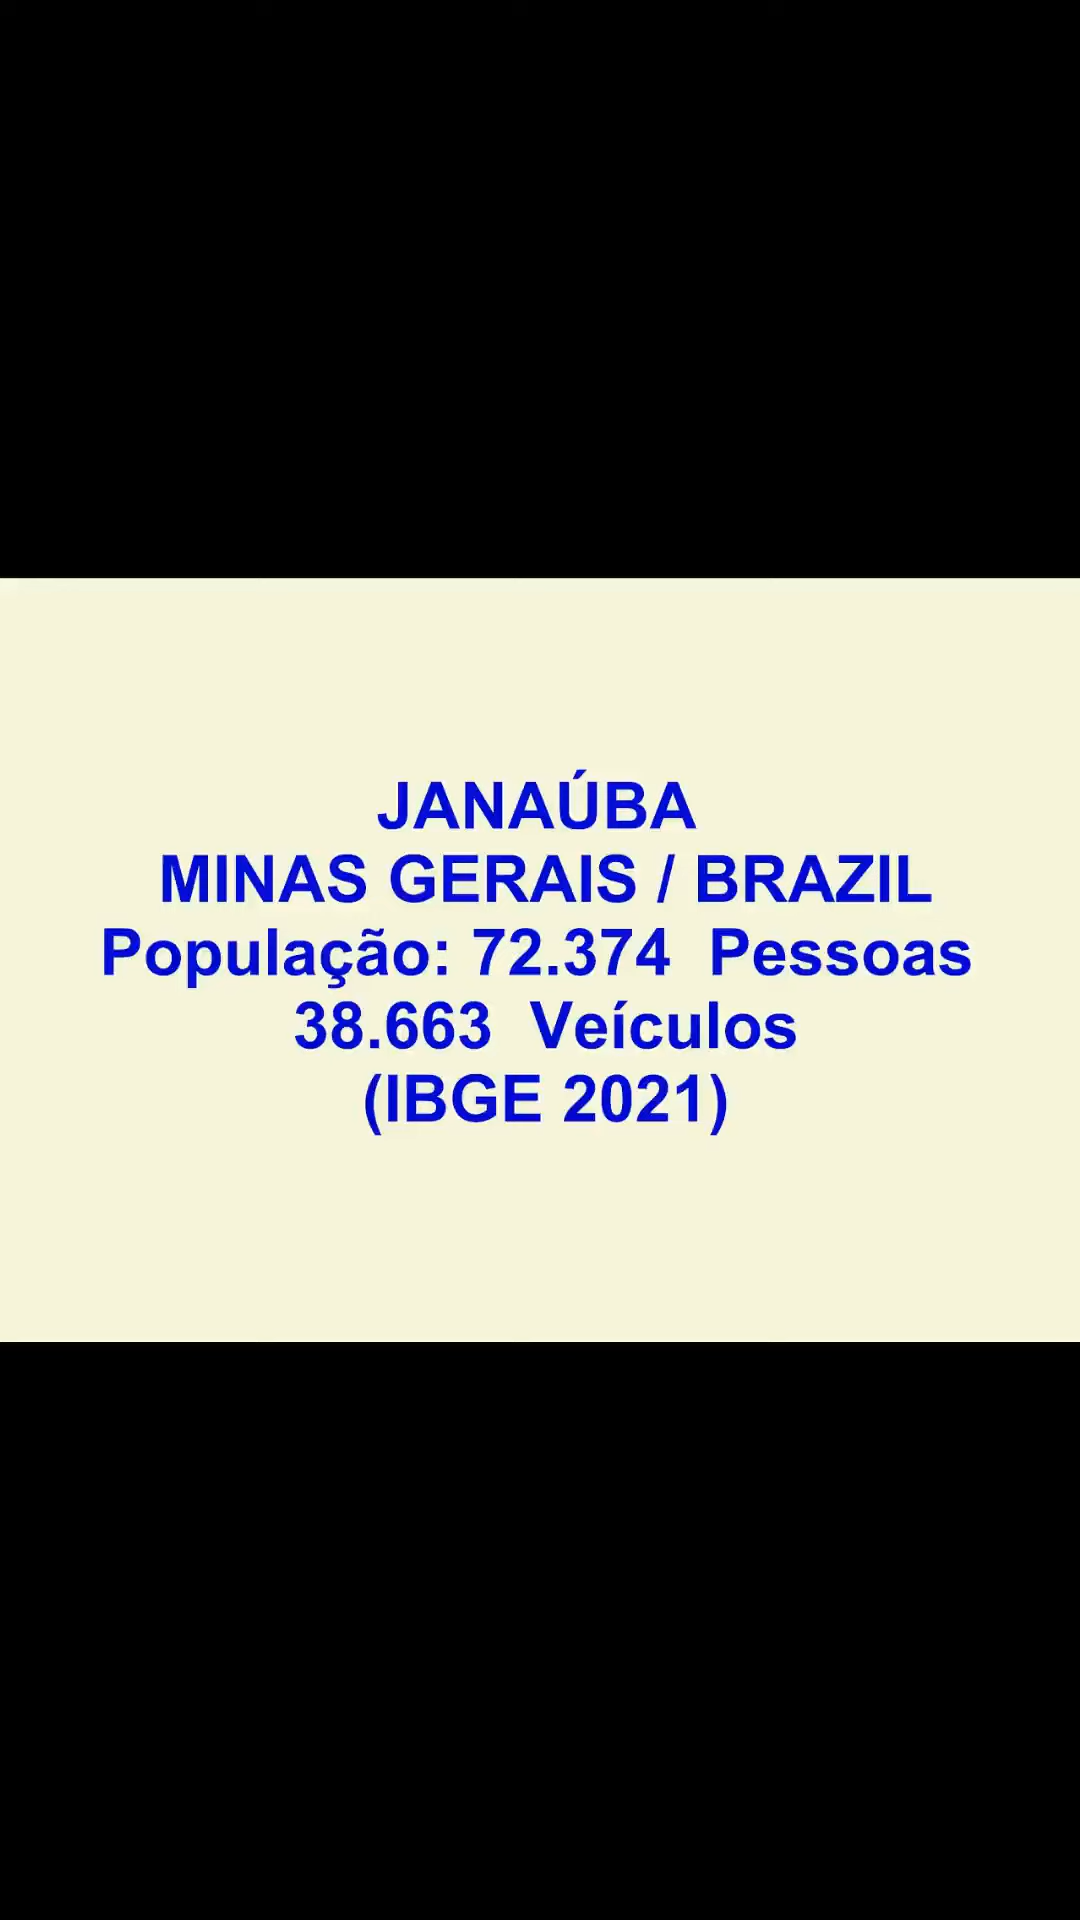 JANAÚBA
MINAS GERAIS / BRAZIL
População: 72.374 Pessoas
38.663 Veículos
(IBGE 2021)